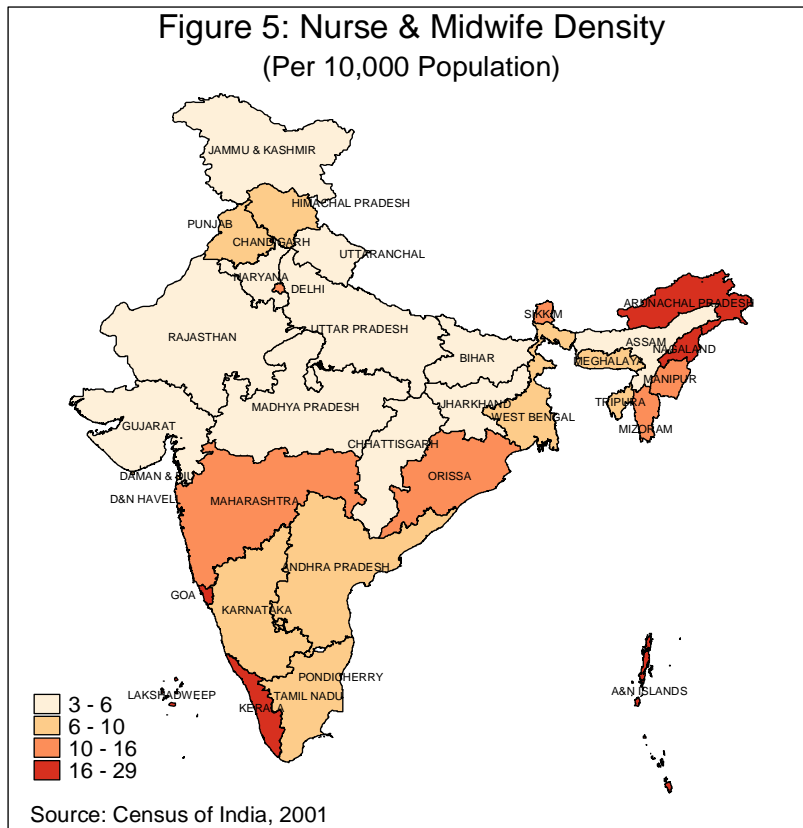 Figure 5: Nurse & Midwife Density
(Per 10,000 Population)
JAMMU & KASHMIR
HIMACHAL PRADESH
PUNJAB
CHANDIGARH
UTTARANCHAL
HARYANA
DELHI
ARUNACHAL PRADESH
SIKKIM
RAJASTHAN
UTTAR PRADESH
ASSAM
NAGALAND
BIHAR
MEGHALAYA
MANIPUR
MADHYA PRADESH
JHARKHAND
TRIPURA
WEST BENGAL
GUJARAT
MIZORAM
CHHATTISGARH
DAMAN & DIU
ORISSA
D&N HAVELI
MAHARASHTRA
ANDHRA PRADESH
GOA
KARNATAKA
PONDICHERRY
LAKSHADWEEP
TAMIL NADU
A&N ISLANDS
KERALA
3 - 6
6 - 10
10 - 16
16 - 29
Source: Census of India, 2001